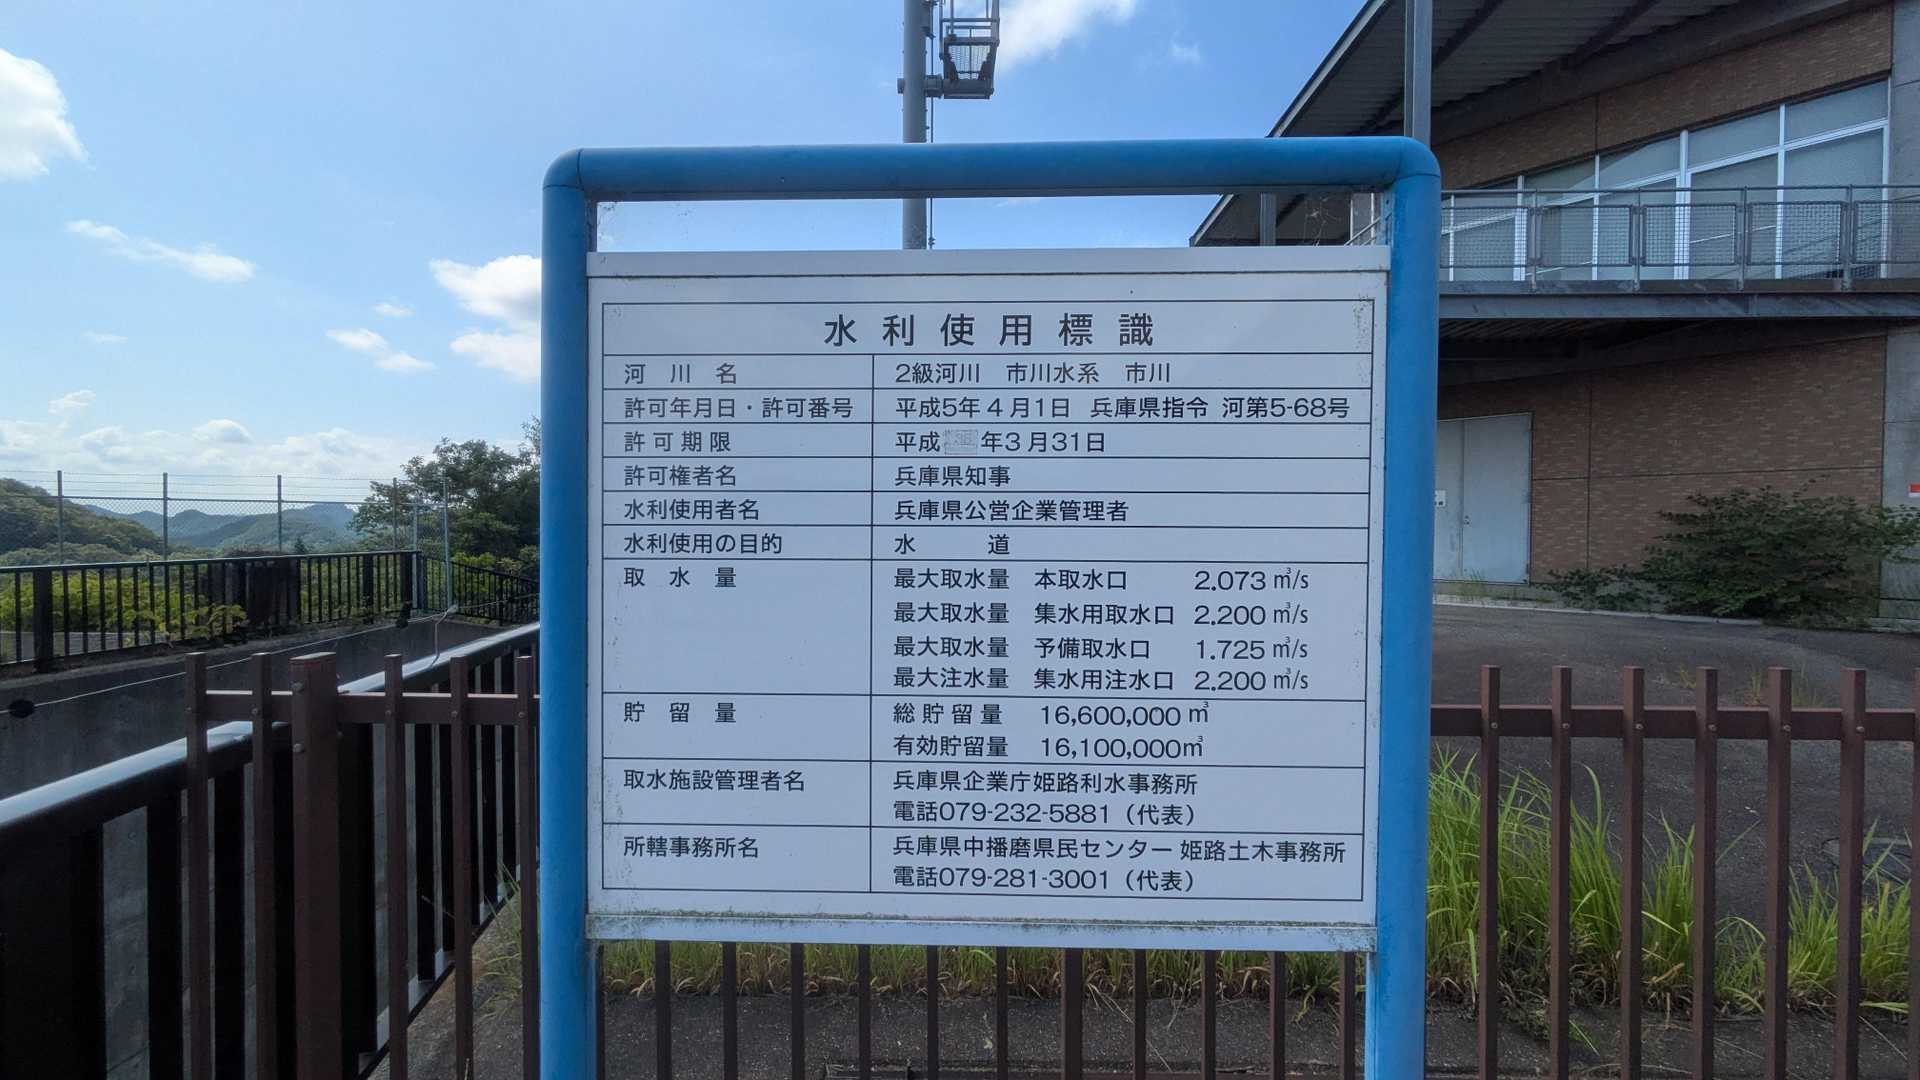 水利使用標識
河川名 2級河川 市川水系 市川
許可年月日・許可番号 平成5年4月1日 兵庫県指令 河第5-68号
許可期限 平成 年3月31日
許可権者名 兵庫県知事
水利使用者名 兵庫県公営企業管理者
水利使用の目的 水道
取水量 最大取水量 本取水口 2.073㎥/s
最大取水量 集水用取水口 2.200㎥/s
最大取水量 予備取水口 1.725㎥/s
最大注水量 集水用注水口 2.200㎥/s
貯留量 総貯留量 16,600,000㎥
有効貯留量 16,100,000㎥
取水施設管理者名 兵庫県企業庁姫路利水事務所
電話079-232-5881（代表）
所轄事務所名 兵庫県中播磨県民センター 姫路土木事務所
電話079-281-3001（代表）